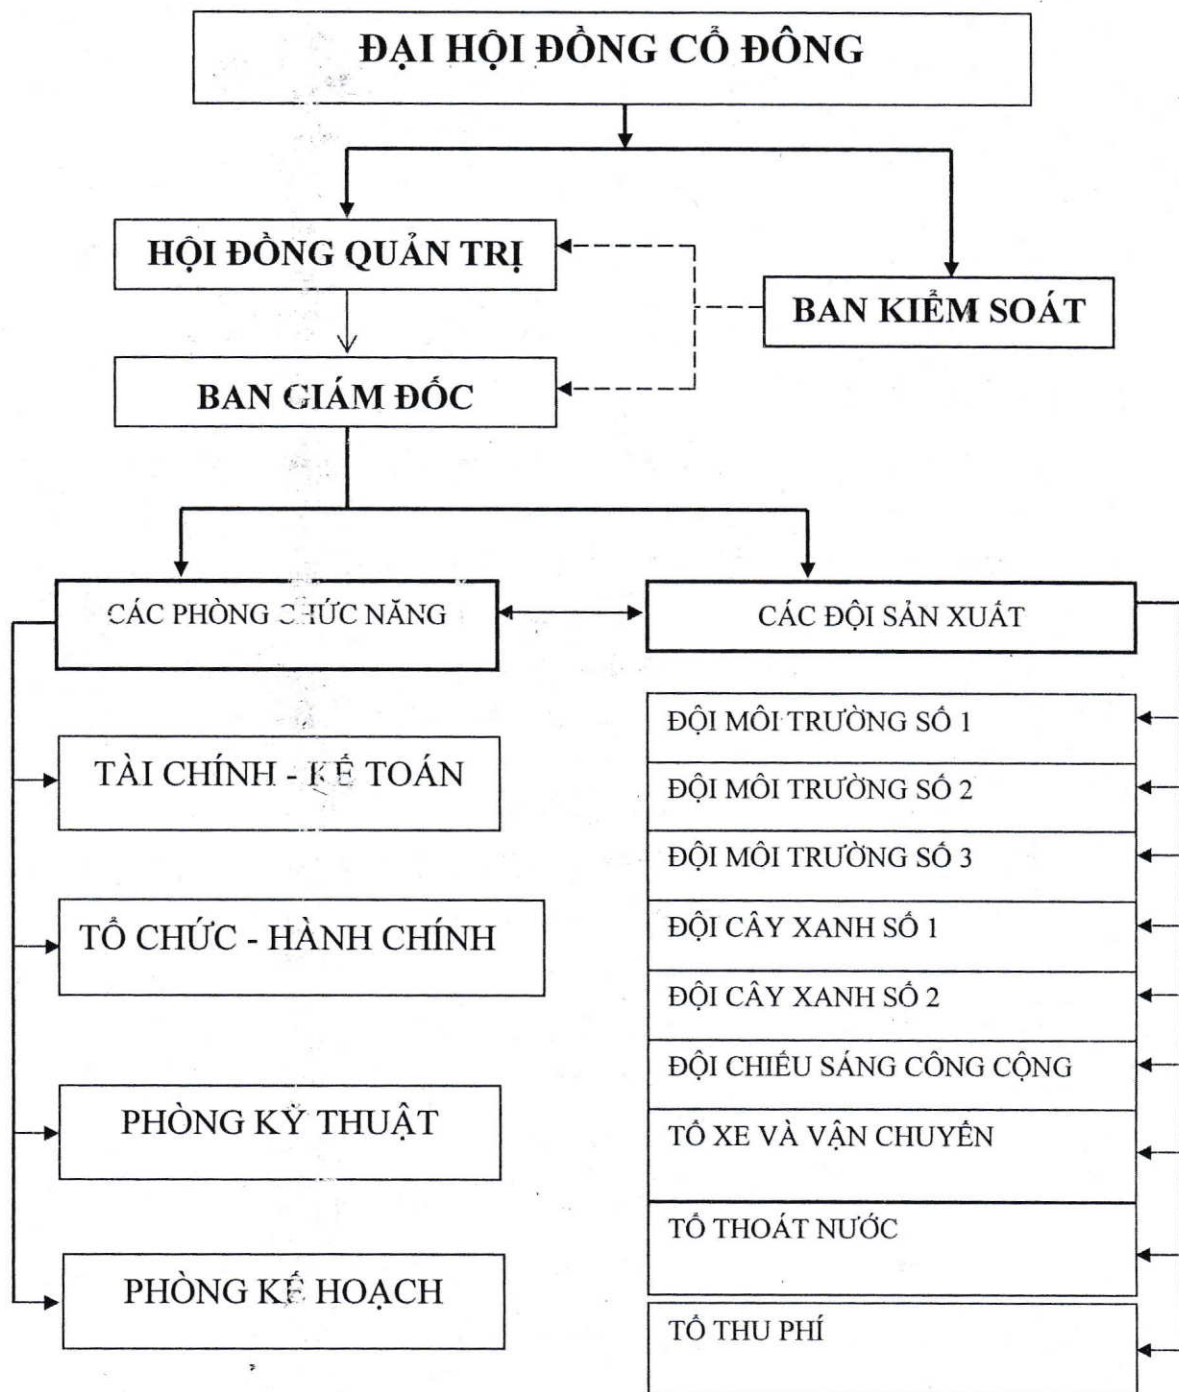 ĐẠI HỘI ĐỒNG CỔ ĐÔNG
HỘI ĐỒNG QUẢN TRỊ
BAN KIỂM SOÁT
BAN GIÁM ĐỐC
CÁC PHÒNG CHỨC NĂNG
CÁC ĐỘI SẢN XUẤT
TÀI CHÍNH - KẾ TOÁN
TỔ CHỨC - HÀNH CHÍNH
PHÒNG KỸ THUẬT
PHÒNG KẾ HOẠCH
ĐỘI MÔI TRƯỜNG SỐ 1
ĐỘI MÔI TRƯỜNG SỐ 2
ĐỘI MÔI TRƯỜNG SỐ 3
ĐỘI CÂY XANH SỐ 1
ĐỘI CÂY XANH SỐ 2
ĐỘI CHIẾU SÁNG CÔNG CỘNG
TỔ XE VÀ VẬN CHUYỂN
TỔ THOÁT NƯỚC
TỔ THU PHÍ